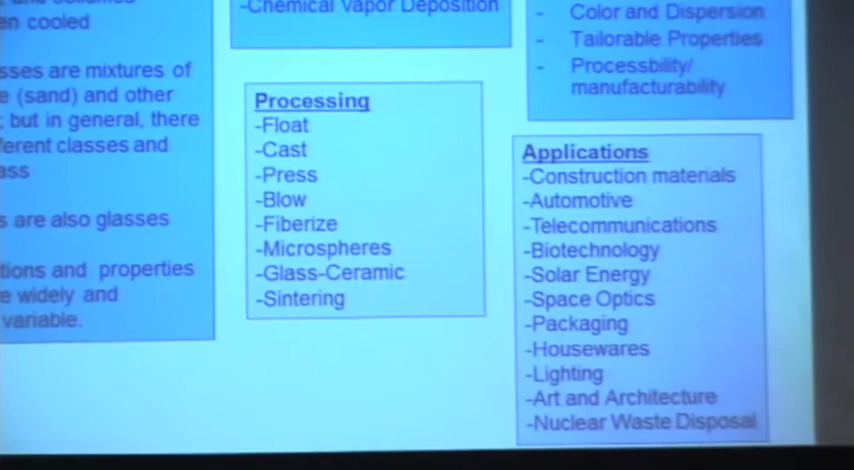 en cooled
sses are mixtures of
e (sand) and other
; but in general, there
ferent classes and
ass
s are also glasses
tions and properties
e widely and
variable.
-Chemical Vapor Deposition
Processing
-Float
-Cast
-Press
-Blow
-Fiberize
-Microspheres
-Glass-Ceramic
-Sintering
- Color and Dispersion
- Tailorable Properties
- Processbility/
manufacturability
Applications
-Construction materials
-Automotive
-Telecommunications
-Biotechnology
-Solar Energy
-Space Optics
-Packaging
-Housewares
-Lighting
-Art and Architecture
-Nuclear Waste Disposal